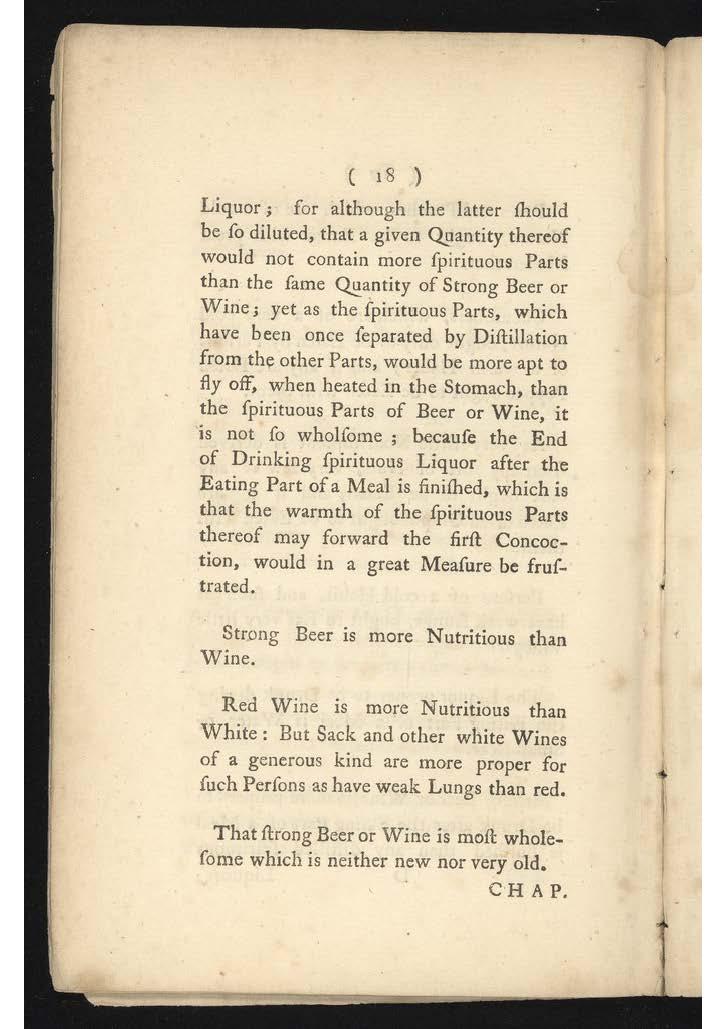 ( 18 )
Liquor; for although the latter ſhould
be ſo diluted, that a given Quantity thereof
would not contain more ſpirituous Parts
than the ſame Quantity of Strong Beer or
Wine; yet as the ſpirituous Parts, which
have been once ſeparated by Diſtillation
from the other Parts, would be more apt to
fly off, when heated in the Stomach, than
the ſpirituous Parts of Beer or Wine, it
is not ſo wholſome ; becauſe the End
of Drinking ſpirituous Liquor after the
Eating Part of a Meal is finiſhed, which is
that the warmth of the ſpirituous Parts
thereof may forward the firſt Concoc-
tion, would in a great Meaſure be fruſ-
trated.
Strong Beer is more Nutritious than
Wine.
Red Wine is more Nutritious than
White : But Sack and other white Wines
of a generous kind are more proper for
ſuch Perſons as have weak Lungs than red.
That ſtrong Beer or Wine is moſt whole-
ſome which is neither new nor very old.
CHAP.